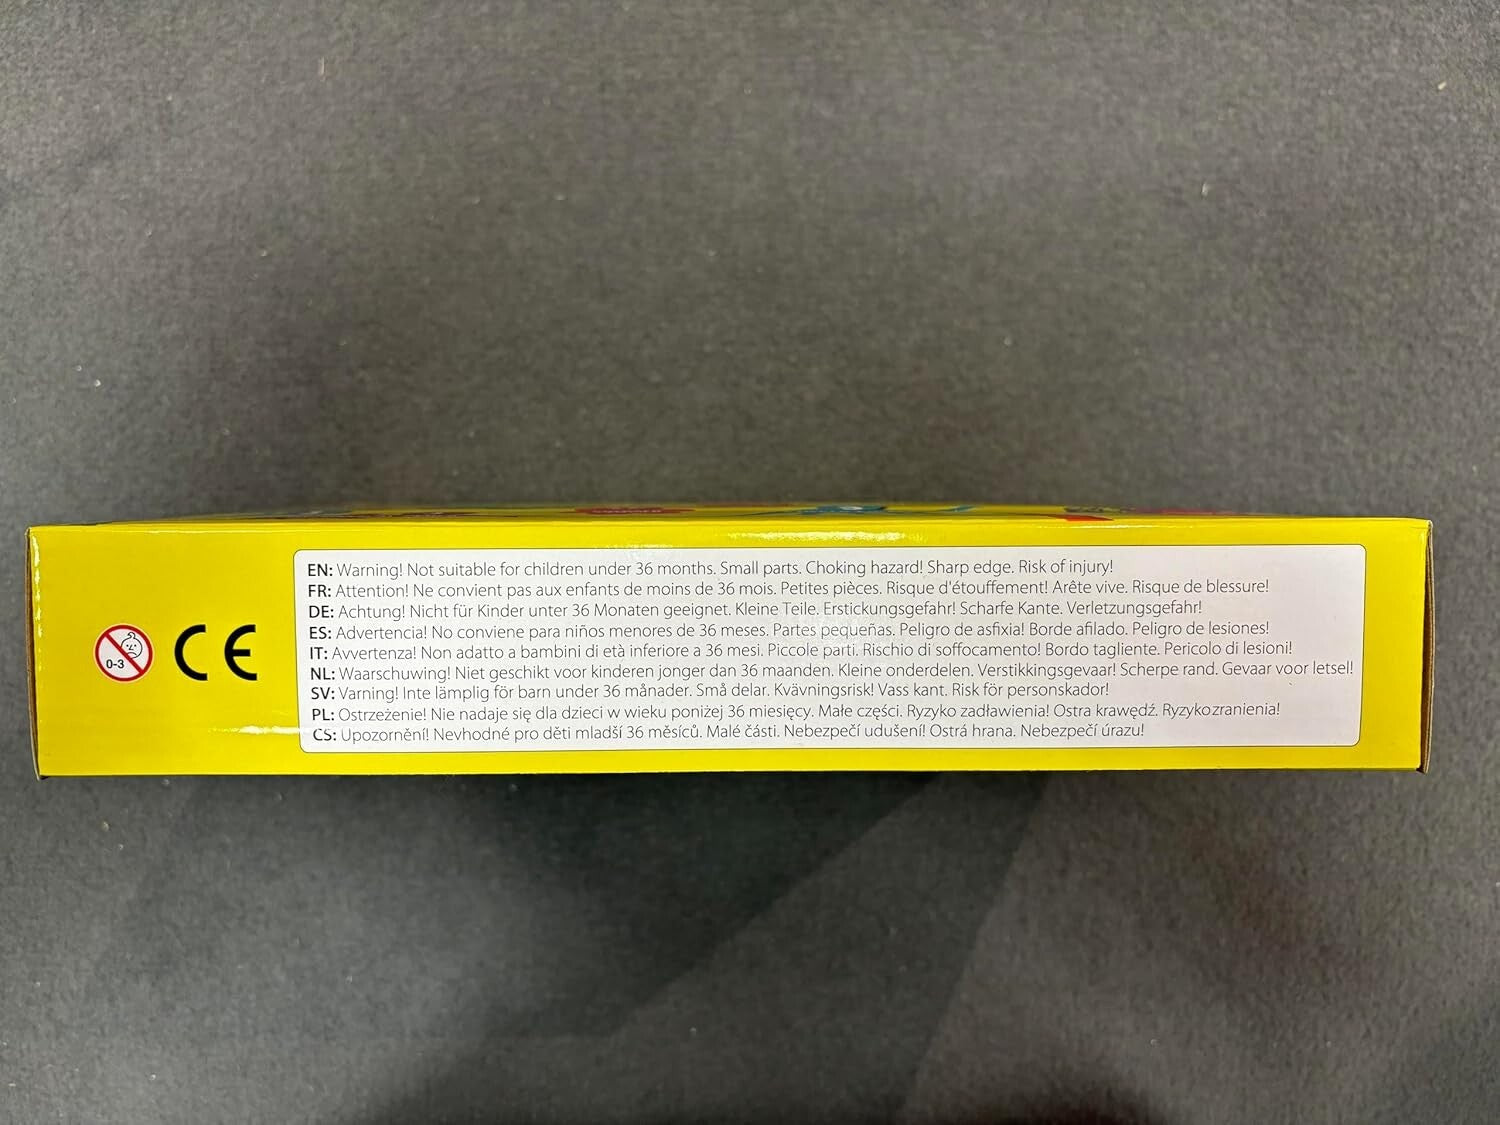 0-3
CE
EN: Warning! Not suitable for children under 36 months. Small parts. Choking hazard! Sharp edge. Risk of injury!
FR: Attention! Ne convient pas aux enfants de moins de 36 mois. Petites pièces. Risque d'étouffement! Arête vive. Risque de blessure!
DE: Achtung! Nicht für Kinder unter 36 Monaten geeignet. Kleine Teile. Erstickungsgefahr! Scharfe Kante. Verletzungsgefahr!
ES: Advertencia! No conviene para niños menores de 36 meses. Partes pequeñas. Peligro de asfixia! Borde afilado. Peligro de lesiones!
IT: Avvertenza! Non adatto a bambini di età inferiore a 36 mesi. Piccole parti. Rischio di soffocamento! Bordo tagliente. Pericolo di lesioni!
NL: Waarschuwing! Niet geschikt voor kinderen jonger dan 36 maanden. Kleine onderdelen. Verstikkingsgevaar! Scherpe rand. Gevaar voor letsel!
SV: Varning! Inte lämplig för barn under 36 månader. Små delar. Kvävningsrisk! Vass kant. Risk för personskador!
PL: Ostrzeżenie! Nie nadaje się dla dzieci w wieku poniżej 36 miesięcy. Małe części. Ryzyko zadławienia! Ostra krawędź. Ryzykozranienia!
CS: Upozornění! Nevhodné pro děti mladší 36 měsíců. Malé části. Nebezpečí udušení! Ostrá hrana. Nebezpečí úrazu!